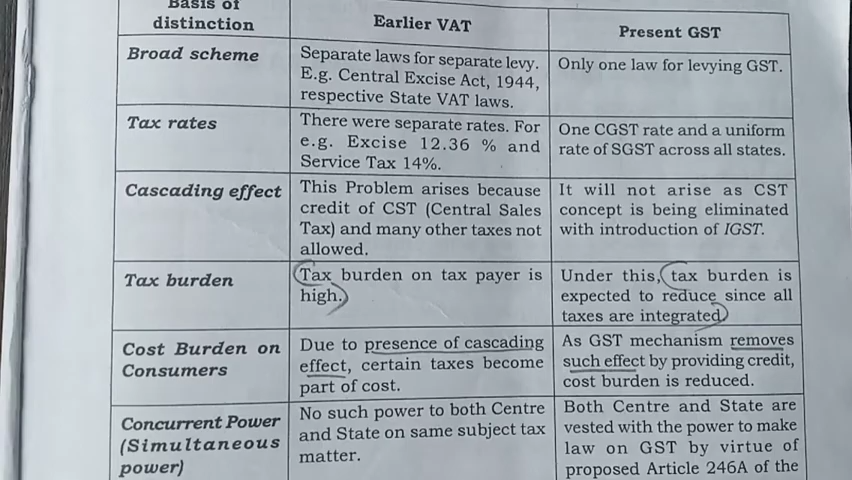 Basis of
distinction
Earlier VAT
Present GST
Broad scheme
Separate laws for separate levy.
E.g. Central Excise Act, 1944,
respective State VAT laws.
Only one law for levying GST.
Tax rates
There were separate rates. For
e.g. Excise 12.36 % and
Service Tax 14%.
One CGST rate and a uniform
rate of SGST across all states.
Cascading effect
This Problem arises because
credit of CST (Central Sales
Tax) and many other taxes not
allowed.
It will not arise as CST
concept is being eliminated
with introduction of IGST.
Tax burden
Tax burden on tax payer is
high.
Under this, tax burden is
expected to reduce since all
taxes are integrated
Cost Burden on
Consumers
Due to presence of cascading
effect, certain taxes become
part of cost.
As GST mechanism removes
such effect by providing credit,
cost burden is reduced.
Concurrent Power
(Simultaneous
power)
No such power to both Centre
and State on same subject tax
matter.
Both Centre and State are
vested with the power to make
law on GST by virtue of
proposed Article 246A of the